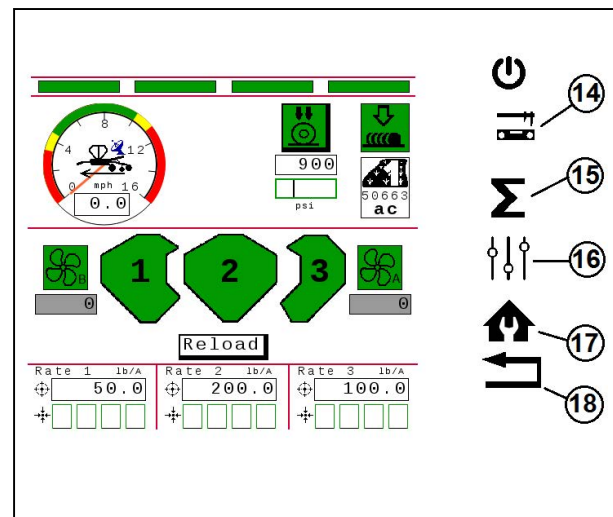 14
8
4 12
0 mph 16
0.0
900
psi
50663
ac
15
16
B
1 2 3
A
0
0
17
Reload
18
Rate 1 lb/A
50.0
Rate 2 lb/A
200.0
Rate 3 lb/A
100.0